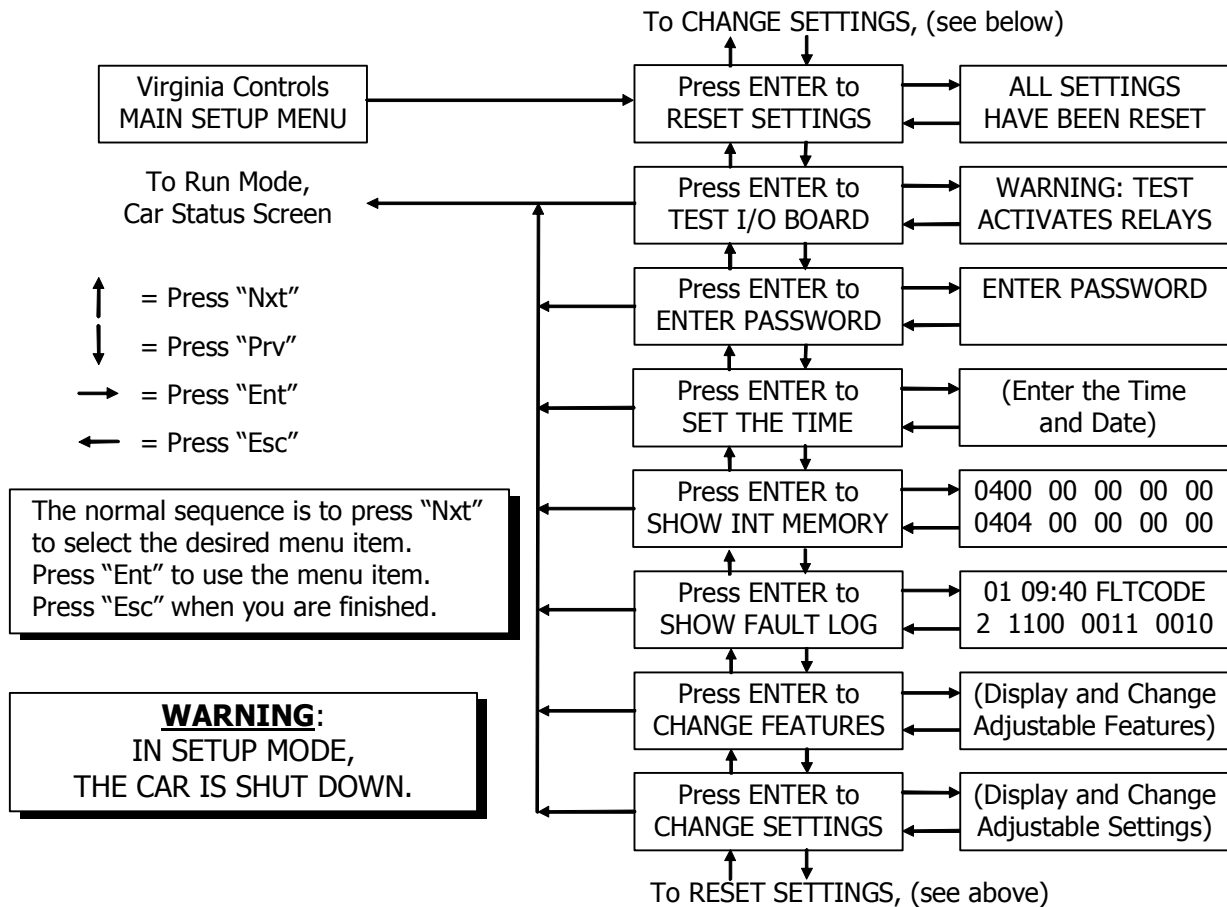 To CHANGE SETTINGS, (see below)
Virginia Controls
MAIN SETUP MENU
Press ENTER to
RESET SETTINGS
ALL SETTINGS
HAVE BEEN RESET
To Run Mode,
Car Status Screen
Press ENTER to
TEST I/O BOARD
WARNING: TEST
ACTIVATES RELAYS
= Press “Nxt”
= Press “Prv”
= Press “Ent”
= Press “Esc”
Press ENTER to
ENTER PASSWORD
ENTER PASSWORD
Press ENTER to
SET THE TIME
(Enter the Time
and Date)
The normal sequence is to press “Nxt”
to select the desired menu item.
Press “Ent” to use the menu item.
Press “Esc” when you are finished.
Press ENTER to
SHOW INT MEMORY
0400 00 00 00 00
0404 00 00 00 00
Press ENTER to
SHOW FAULT LOG
01 09:40 FLTCODE
2 1100 0011 0010
WARNING:
IN SETUP MODE,
THE CAR IS SHUT DOWN.
Press ENTER to
CHANGE FEATURES
(Display and Change
Adjustable Features)
Press ENTER to
CHANGE SETTINGS
(Display and Change
Adjustable Settings)
To RESET SETTINGS, (see above)